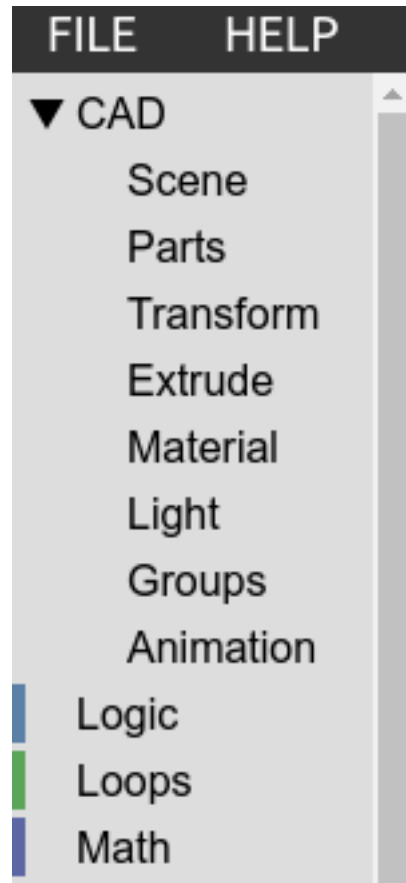 FILE HELP
▼ CAD
Scene
Parts
Transform
Extrude
Material
Light
Groups
Animation
Logic
Loops
Math